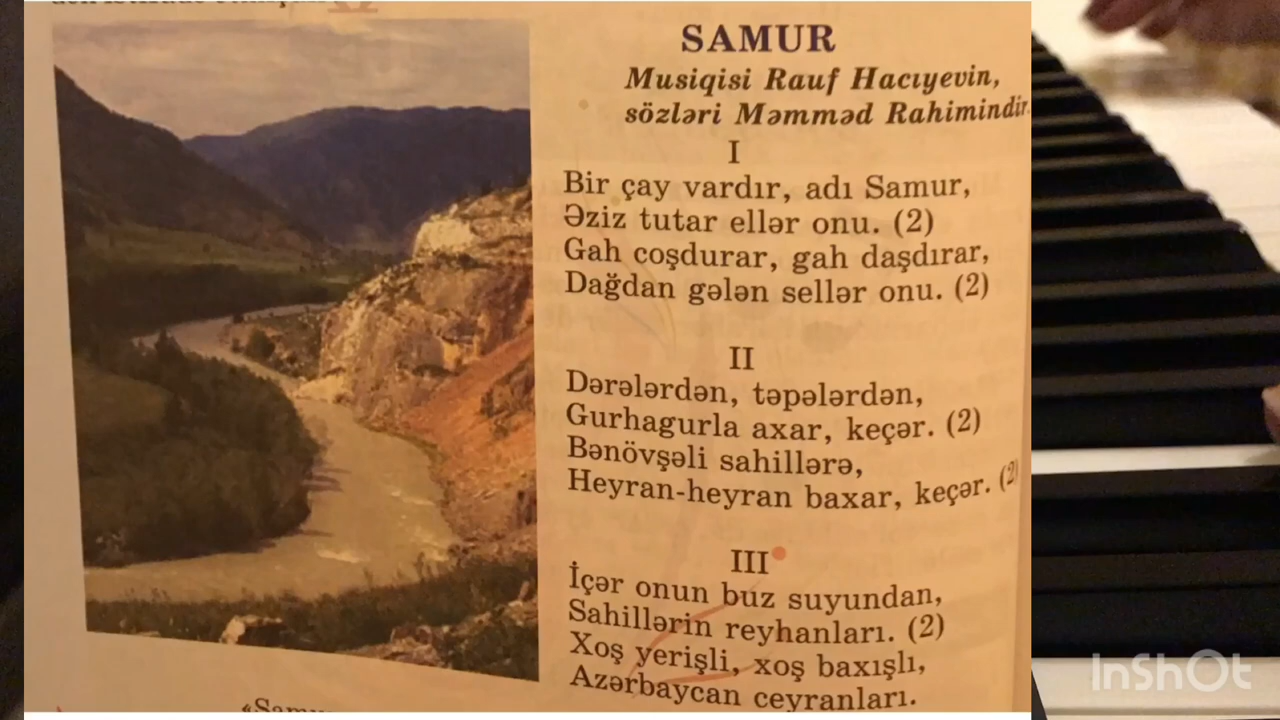 SAMUR
Musiqisi Rauf Hacıyevin,
sözləri Məmməd Rahimindir.
I
Bir çay vardır, adı Samur,
Əziz tutar ellər onu. (2)
Gah coşdurar, gah daşdırar,
Dağdan gələn sellər onu. (2)
II
Dərələrdən, təpələrdən,
Gurhagurla axar, keçər. (2)
Bənövşəli sahillərə,
Heyran-heyran baxar, keçər. (2)
III
İçər onun buz suyundan,
Sahillərin reyhanları. (2)
Xoş yerişli, xoş baxışlı,
Azərbaycan ceyranları.
InShOt